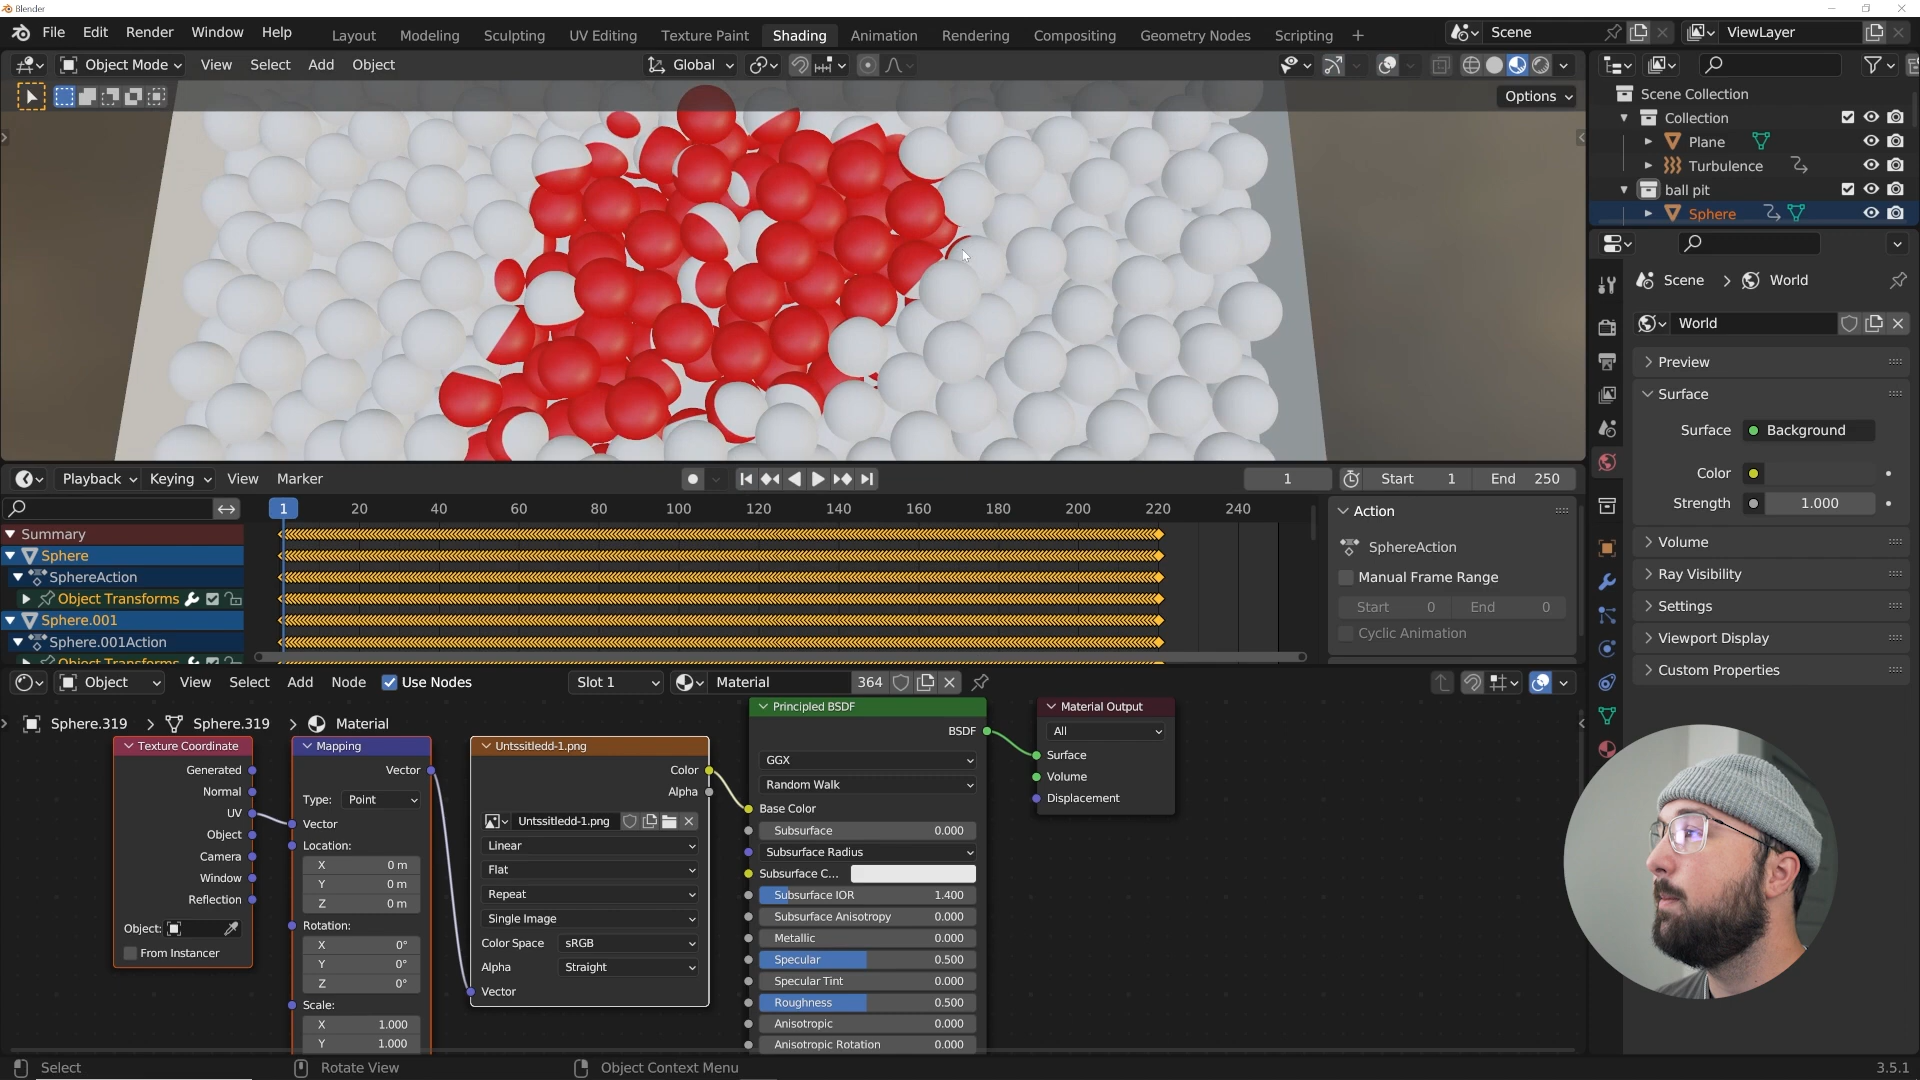 Blender
File Edit Render Window Help
Layout Modeling Sculpting UV Editing Texture Paint Shading Animation Rendering Compositing Geometry Nodes Scripting +
Scene
ViewLayer
Object Mode View Select Add Object
Global
Options
Scene Collection
Collection
Plane
Turbulence
ball pit
Sphere
Scene > World
World
Preview
Surface
Surface Background
Color
Strength 1.000
Volume
Ray Visibility
Settings
Viewport Display
Custom Properties
Playback Keying View Marker
1
Start 1 End 250
1 20 40 60 80 100 120 140 160 180 200 220 240
Summary
Sphere
SphereAction
Object Transforms
Sphere.001
Sphere.001Action
Object Transforms
Action
SphereAction
Manual Frame Range
Start 0 End 0
Cyclic Animation
Object View Select Add Node Use Nodes
Slot 1
Material 364
Sphere.319 > Sphere.319 > Material
Texture Coordinate
Generated
Normal
UV
Object
Camera
Window
Reflection
Object:
From Instancer
Mapping
Vector
Type: Point
Vector
Location:
X 0 m
Y 0 m
Z 0 m
Rotation:
X 0°
Y 0°
Z 0°
Scale:
X 1.000
Y 1.000
Untssitledd-1.png
Color
Alpha
Untssitledd-1.png
Linear
Flat
Repeat
Single Image
Color Space sRGB
Alpha Straight
Vector
Principled BSDF
BSDF
GGX
Random Walk
Base Color
Subsurface 0.000
Subsurface Radius
Subsurface C...
Subsurface IOR 1.400
Subsurface Anisotropy 0.000
Metallic 0.000
Specular 0.500
Specular Tint 0.000
Roughness 0.500
Anisotropic 0.000
Anisotropic Rotation 0.000
Material Output
All
Surface
Volume
Displacement
Select
Rotate View
Object Context Menu
3.5.1